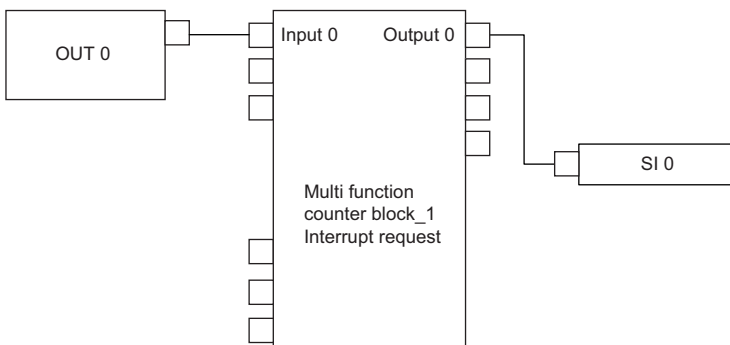 OUT 0
Input 0
Output 0
SI 0
Multi function
counter block_1
Interrupt request